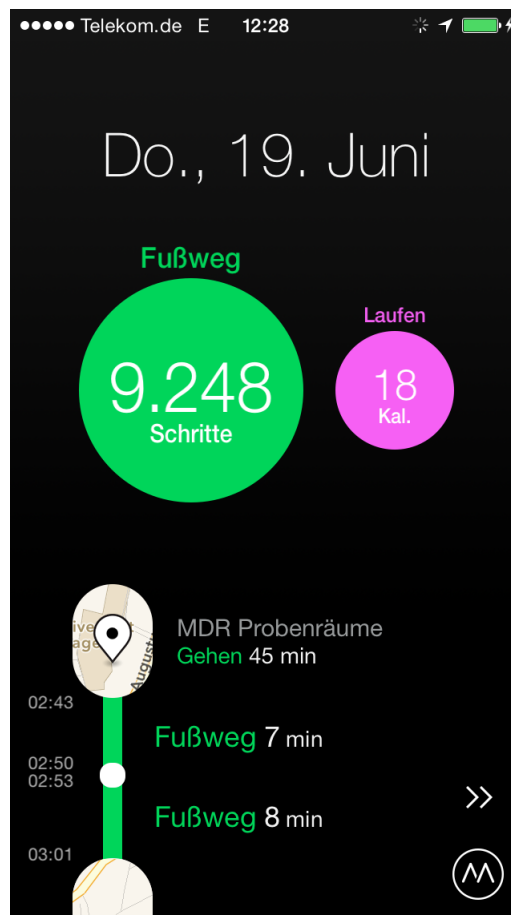 Telekom.de E 12:28
Do., 19. Juni
Fußweg
9.248
Schritte
Laufen
18
Kal.
MDR Probenräume
Gehen 45 min
02:43
Fußweg 7 min
02:50
02:53
Fußweg 8 min
03:01